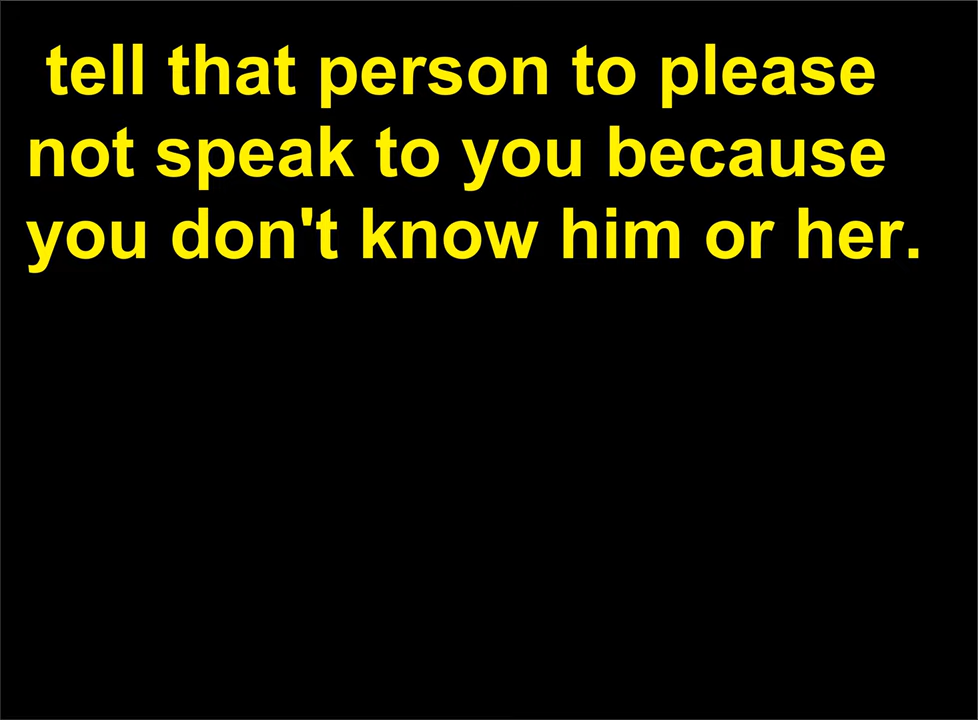 tell that person to please
not speak to you because
you don't know him or her.